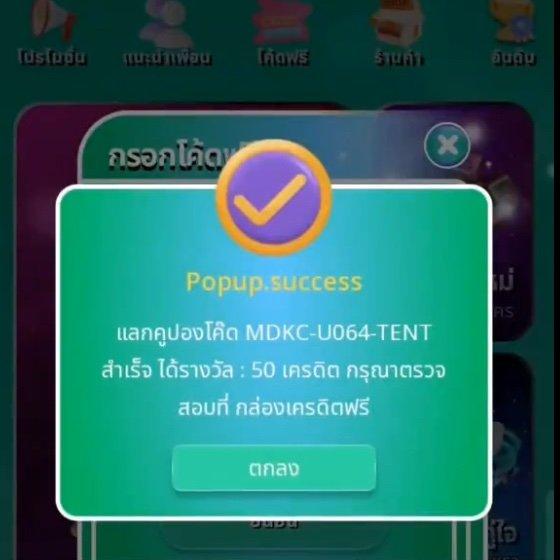 โปรโมชั่น แนะนำเพื่อน โค้ดฟรี ร้านค้า อันดับ
กรอกโค้ด
Popup.success
แลกคูปองโค๊ด MDKC-U064-TENT
สำเร็จ ได้รางวัล : 50 เครดิต กรุณาตรวจ
สอบที่ กล่องเครดิตฟรี
ตกลง